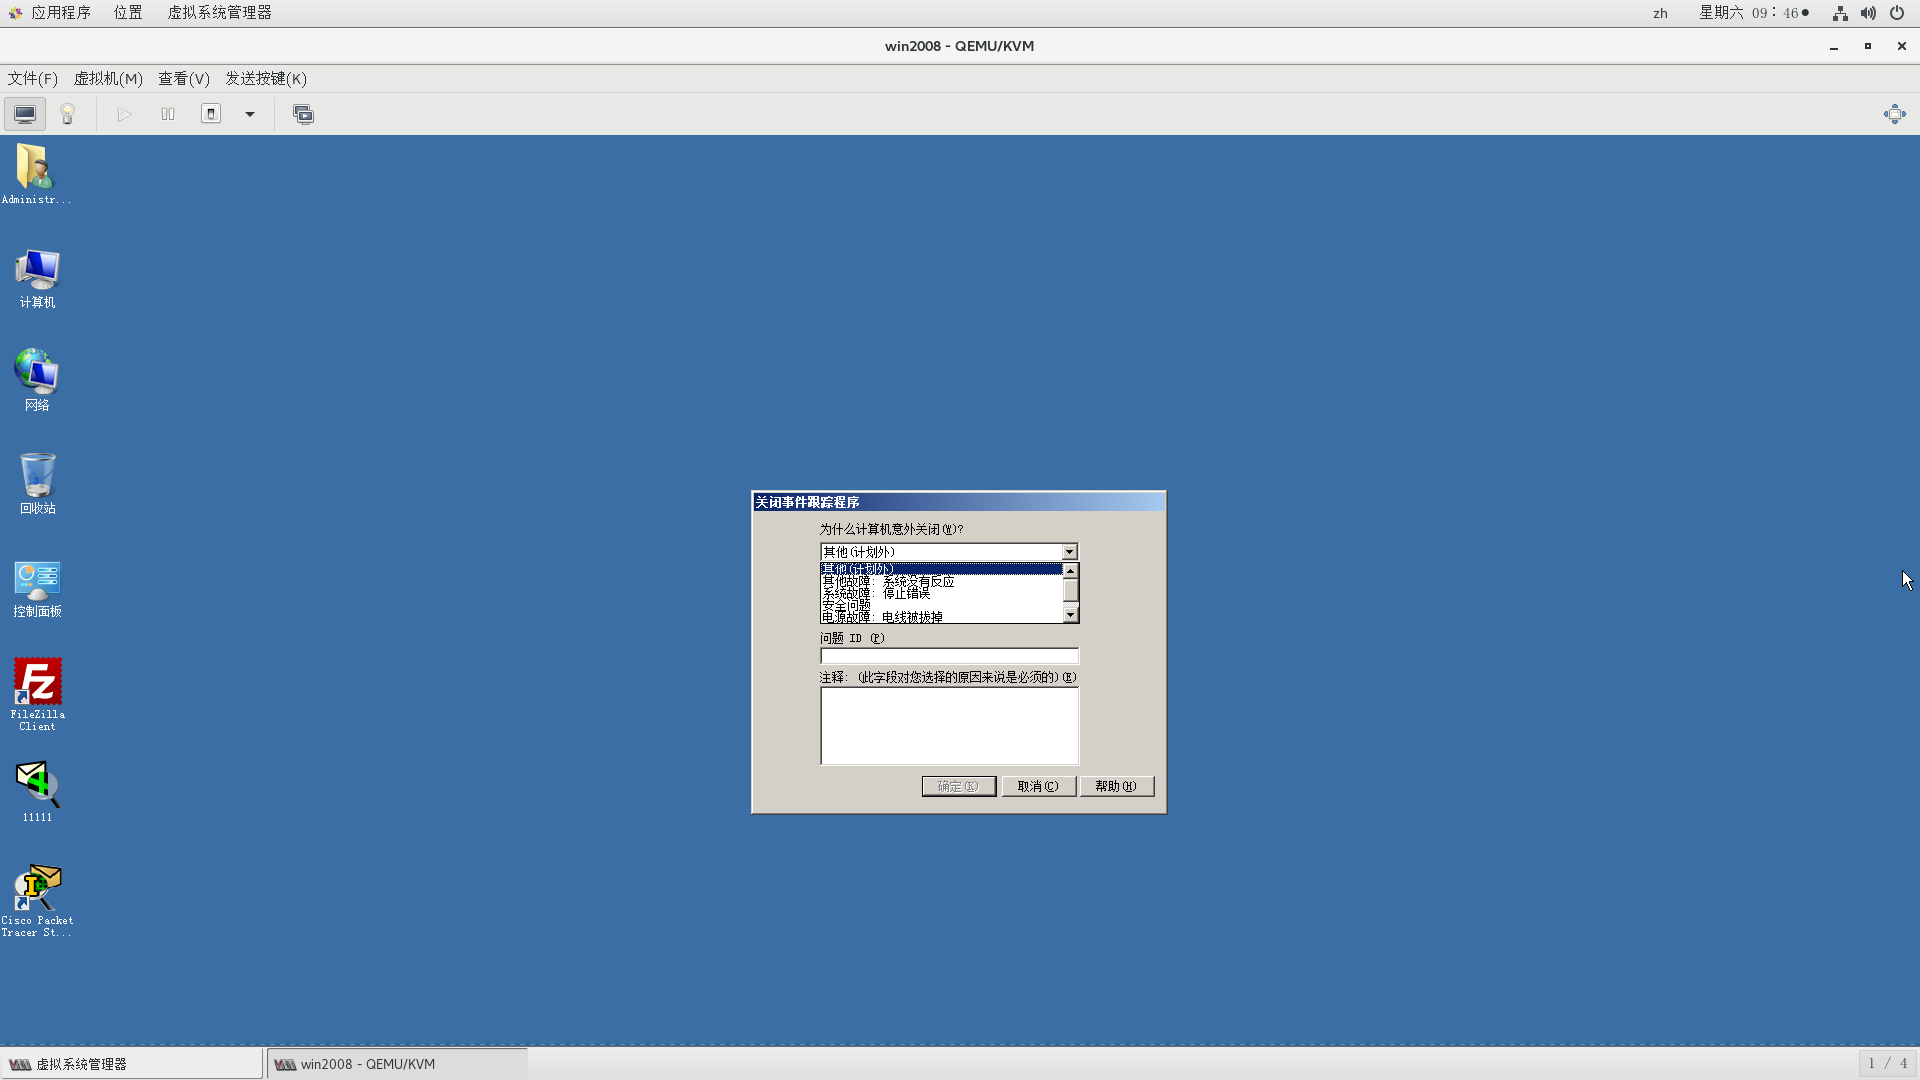 应用程序 位置 虚拟系统管理器 zh 星期六 09：46●
win2008 - QEMU/KVM
文件(F) 虚拟机(M) 查看(V) 发送按键(K)
Administr...
计算机
网络
回收站
控制面板
FileZilla
Client
11111
Cisco Packet
Tracer St...
关闭事件跟踪程序
为什么计算机意外关闭(W)?
其他(计划外)
其他(计划外)
其他故障: 系统没有反应
系统故障: 停止错误
安全问题
电源故障: 电线被拔掉
问题 ID (P)
注释: (此字段对您选择的原因来说是必须的)(E)
确定(K) 取消(C) 帮助(H)
虚拟系统管理器 win2008 - QEMU/KVM 1 / 4